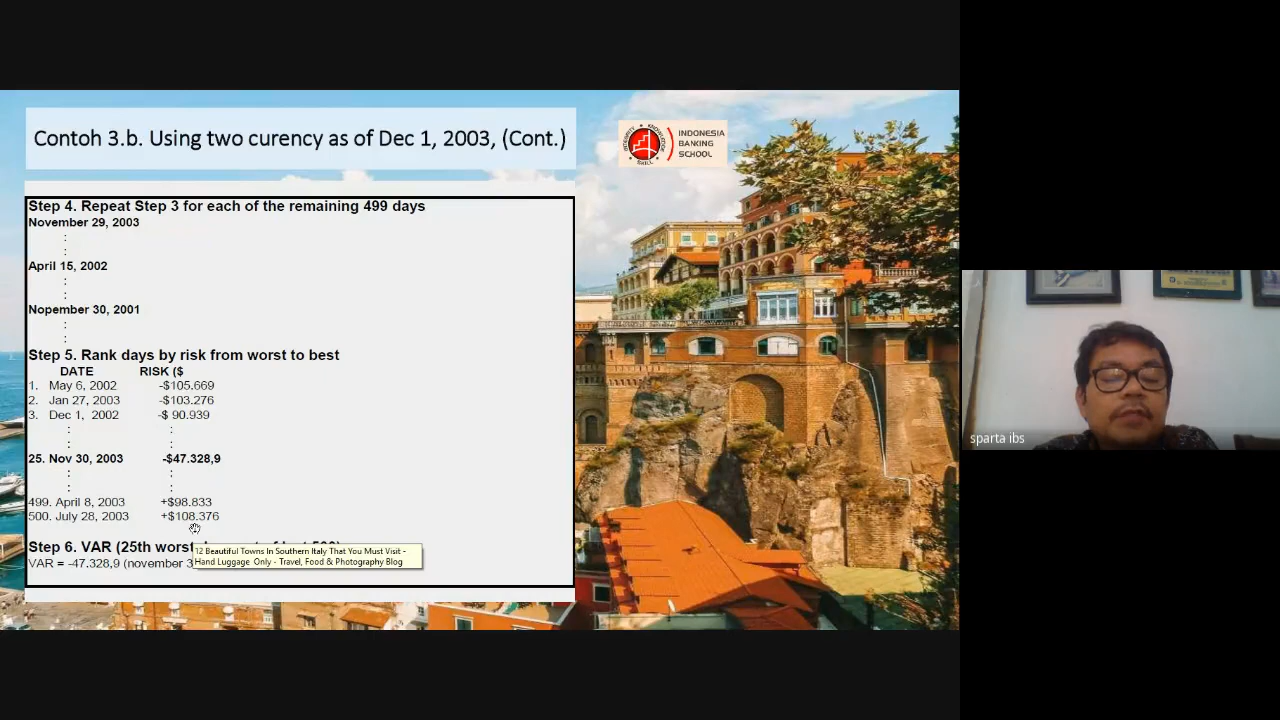 Contoh 3.b. Using two curency as of Dec 1, 2003, (Cont.)
INDONESIA
BANKING
SCHOOL
Step 4. Repeat Step 3 for each of the remaining 499 days
November 29, 2003
:
:
April 15, 2002
:
:
Nopember 30, 2001
:
:
Step 5. Rank days by risk from worst to best
DATE RISK ($
1. May 6, 2002 -$105.669
2. Jan 27, 2003 -$103.276
3. Dec 1, 2002 -$ 90.939
: :
: :
25. Nov 30, 2003 -$47.328,9
: :
: :
499. April 8, 2003 +$98.833
500. July 28, 2003 +$108.376
Step 6. VAR (25th worst
12 Beautiful Towns In Southern Italy That You Must Visit -
Hand Luggage Only - Travel, Food & Photography Blog
VAR = -47.328,9 (november 3
sparta ibs